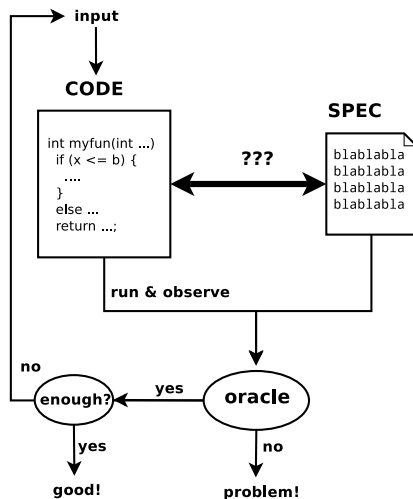 input
CODE
int myfun(int ...)
if (x <= b) {
....
}
else ...
return ...;
???
SPEC
blablabla
blablabla
blablabla
blablabla
run & observe
no
enough?
yes
oracle
yes
no
good!
problem!